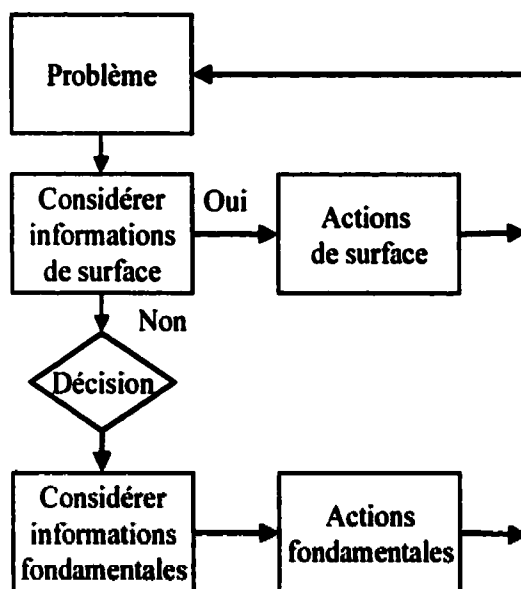 Problème
Considérer
informations
de surface
Oui
Actions
de surface
Non
Décision
Considérer
informations
fondamentales
Actions
fondamentales